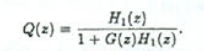 Q(z) = H₁(z) / (1 + G(z)H₁(z)).